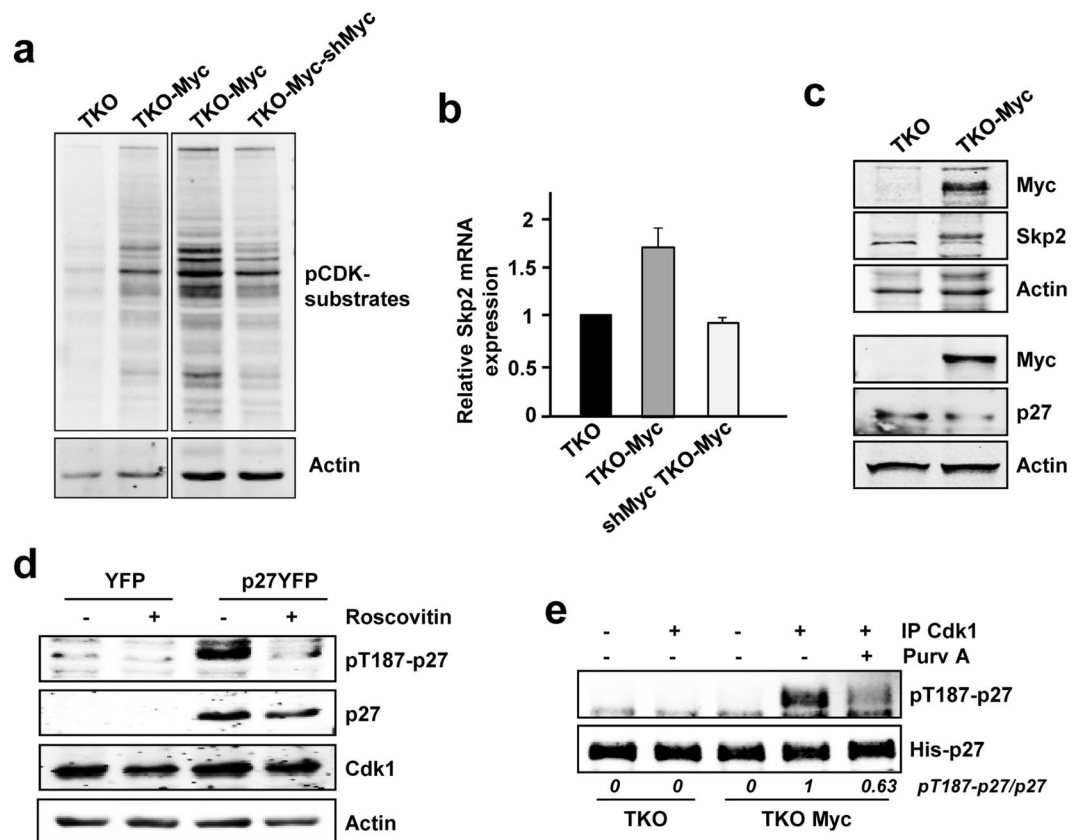 a
TKO
TKO-Myc
TKO-Myc
TKO-Myc-shMyc
pCDK-
substrates
Actin
b
Relative Skp2 mRNA
expression
2
1.5
1
0.5
0
TKO
TKO-Myc
shMyc TKO-Myc
c
TKO
TKO-Myc
Myc
Skp2
Actin
Myc
p27
Actin
d
YFP p27YFP
- + - + Roscovitin
pT187-p27
p27
Cdk1
Actin
e
- + - + + IP Cdk1
- - - - + Purv A
pT187-p27
His-p27
0 0 0 1 0.63 pT187-p27/p27
TKO TKO Myc